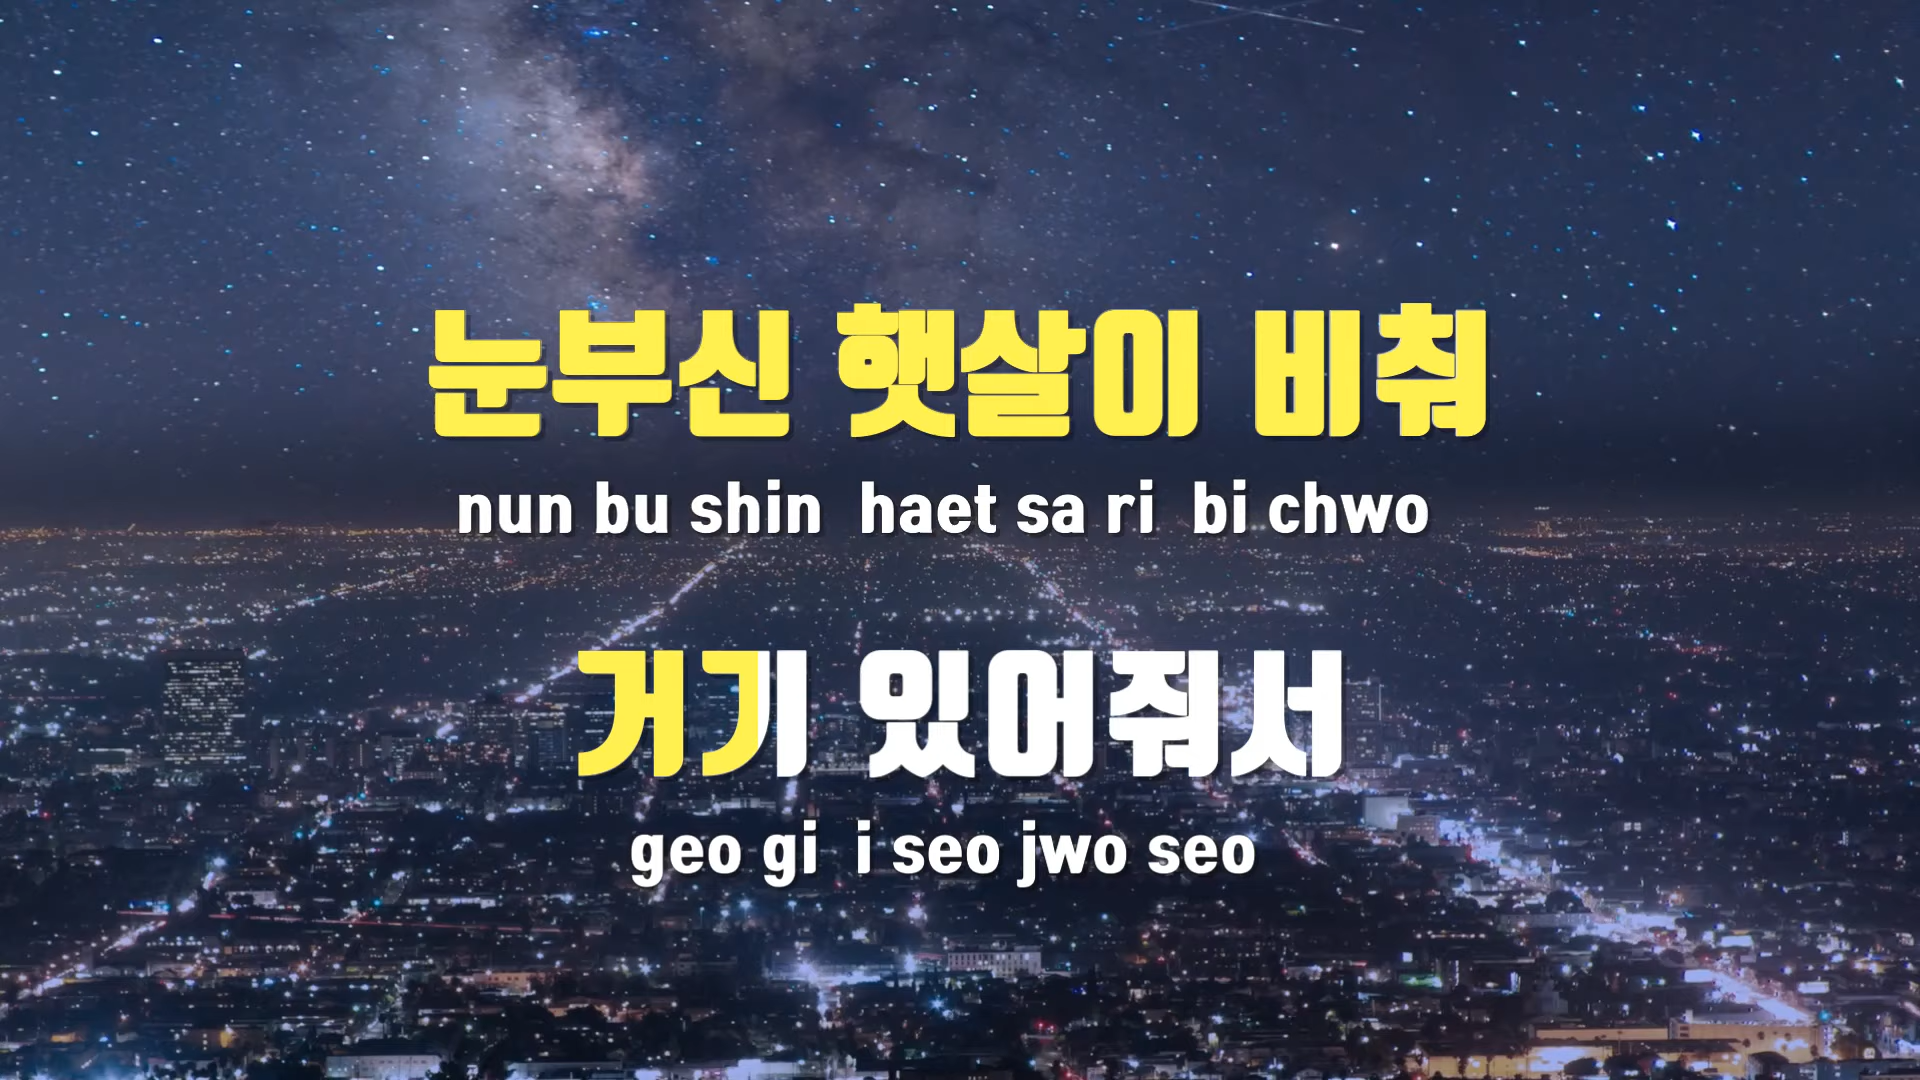 눈부신 햇살이 비춰
nun bu shin haet sa ri bi chwo
거기 있어줘서
geo gi i seo jwo seo